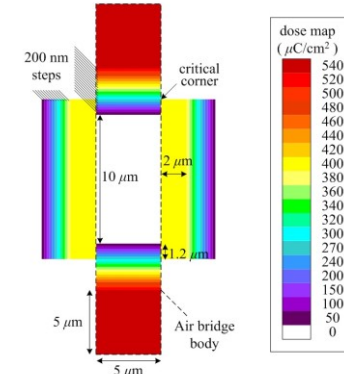 200 nm
steps
critical
corner
2 μm
10 μm
1.2 μm
5 μm
Air bridge
body
5 μm
dose map
( μC/cm² )
540
520
500
480
460
440
420
400
380
360
340
320
300
280
270
240
200
150
100
50
0